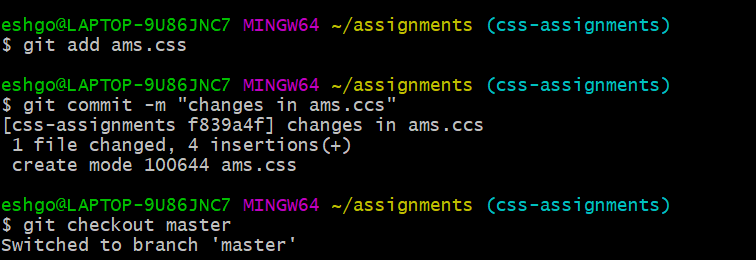 eshgo@LAPTOP-9U86JNC7 MINGW64 ~/assignments (css-assignments)
$ git add ams.css
eshgo@LAPTOP-9U86JNC7 MINGW64 ~/assignments (css-assignments)
$ git commit -m "changes in ams.ccs"
[css-assignments f839a4f] changes in ams.ccs
 1 file changed, 4 insertions(+)
 create mode 100644 ams.css
eshgo@LAPTOP-9U86JNC7 MINGW64 ~/assignments (css-assignments)
$ git checkout master
Switched to branch 'master'